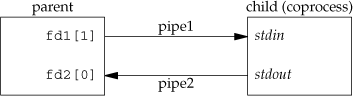 parent child (coprocess)
fd1[1] pipe1 stdin
fd2[0] pipe2 stdout